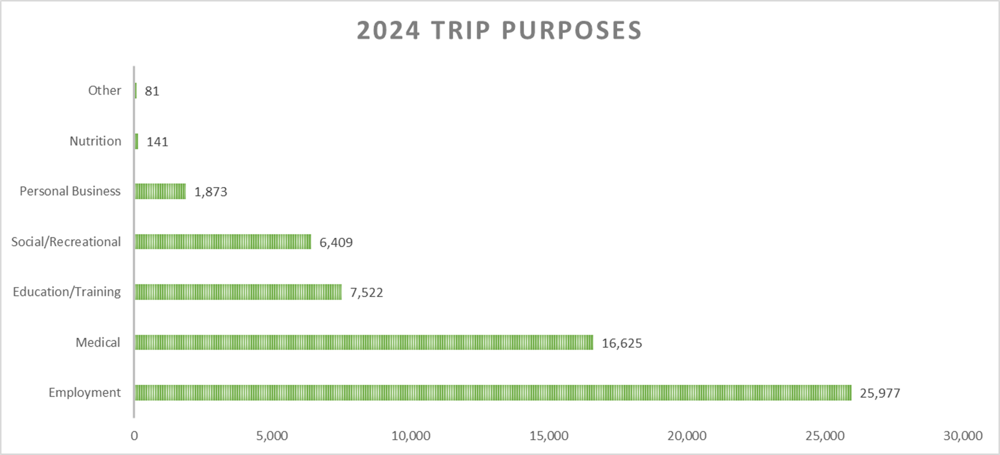 2024 TRIP PURPOSES
Other 81
Nutrition 141
Personal Business 1,873
Social/Recreational 6,409
Education/Training 7,522
Medical 16,625
Employment 25,977
0 5,000 10,000 15,000 20,000 25,000 30,000